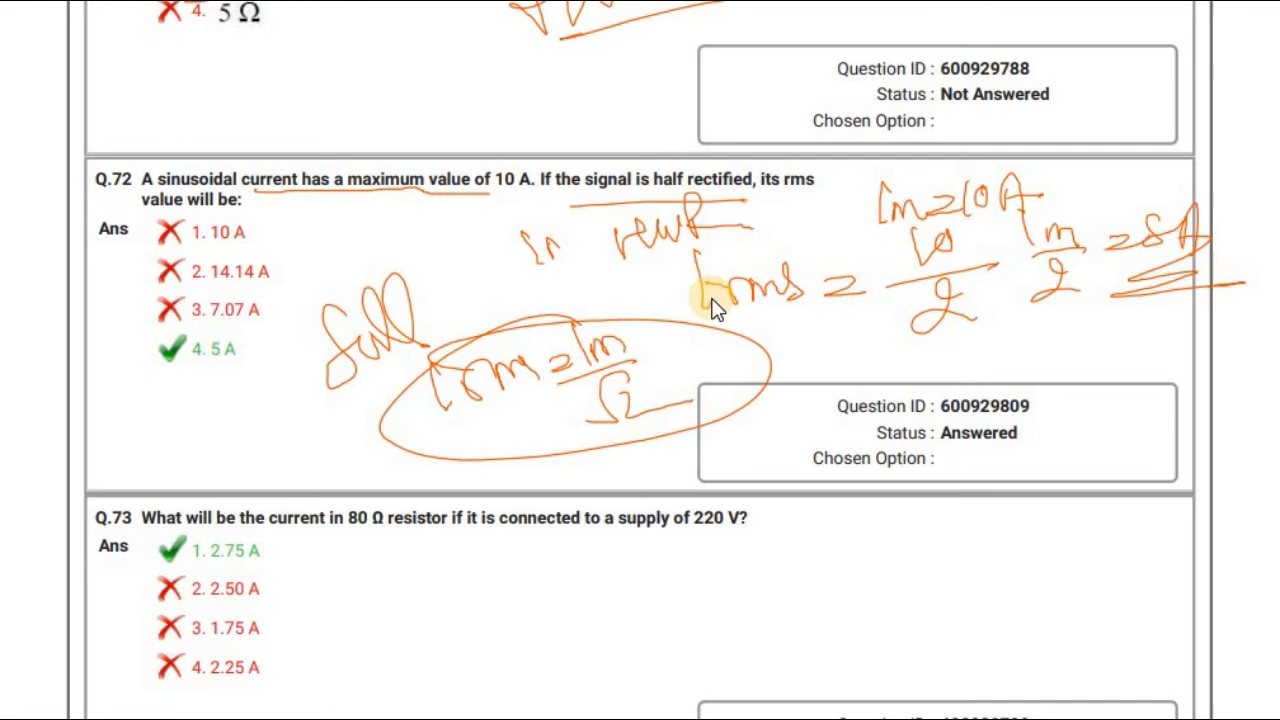 4. 5 Ω
Question ID : 600929788
Status : Not Answered
Chosen Option :
Q.72 A sinusoidal current has a maximum value of 10 A. If the signal is half rectified, its rms
value will be:
Ans
1. 10 A
2. 14.14 A
3. 7.07 A
4. 5 A
Im=10A
Irms = 10/2
Im/2 = 5A
full
Irm = Im/√2
Question ID : 600929809
Status : Answered
Chosen Option :
Q.73 What will be the current in 80 Ω resistor if it is connected to a supply of 220 V?
Ans
1. 2.75 A
2. 2.50 A
3. 1.75 A
4. 2.25 A